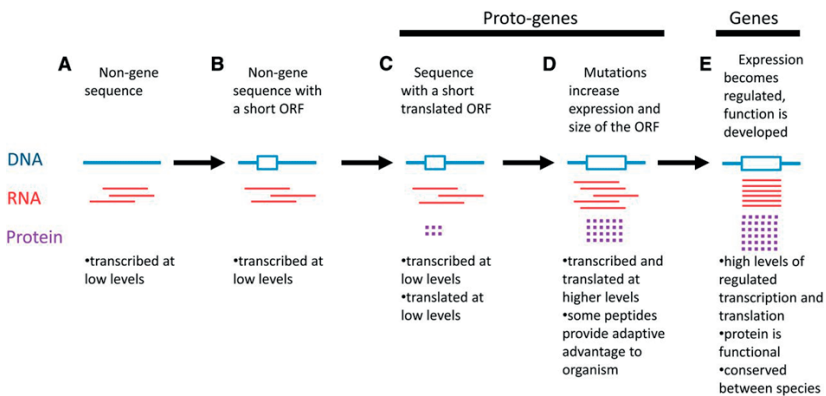 Proto-genes
Genes
A
Non-gene
sequence
B
Non-gene
sequence with
a short ORF
C
Sequence
with a short
translated ORF
D
Mutations
increase
expression and
size of the ORF
E
Expression
becomes
regulated,
function is
developed
DNA
RNA
Protein
•transcribed at
low levels
•transcribed at
low levels
•transcribed at
low levels
•translated at
low levels
•transcribed and
translated at
higher levels
•some peptides
provide adaptive
advantage to
organism
•high levels of
regulated
transcription and
translation
•protein is
functional
•conserved
between species